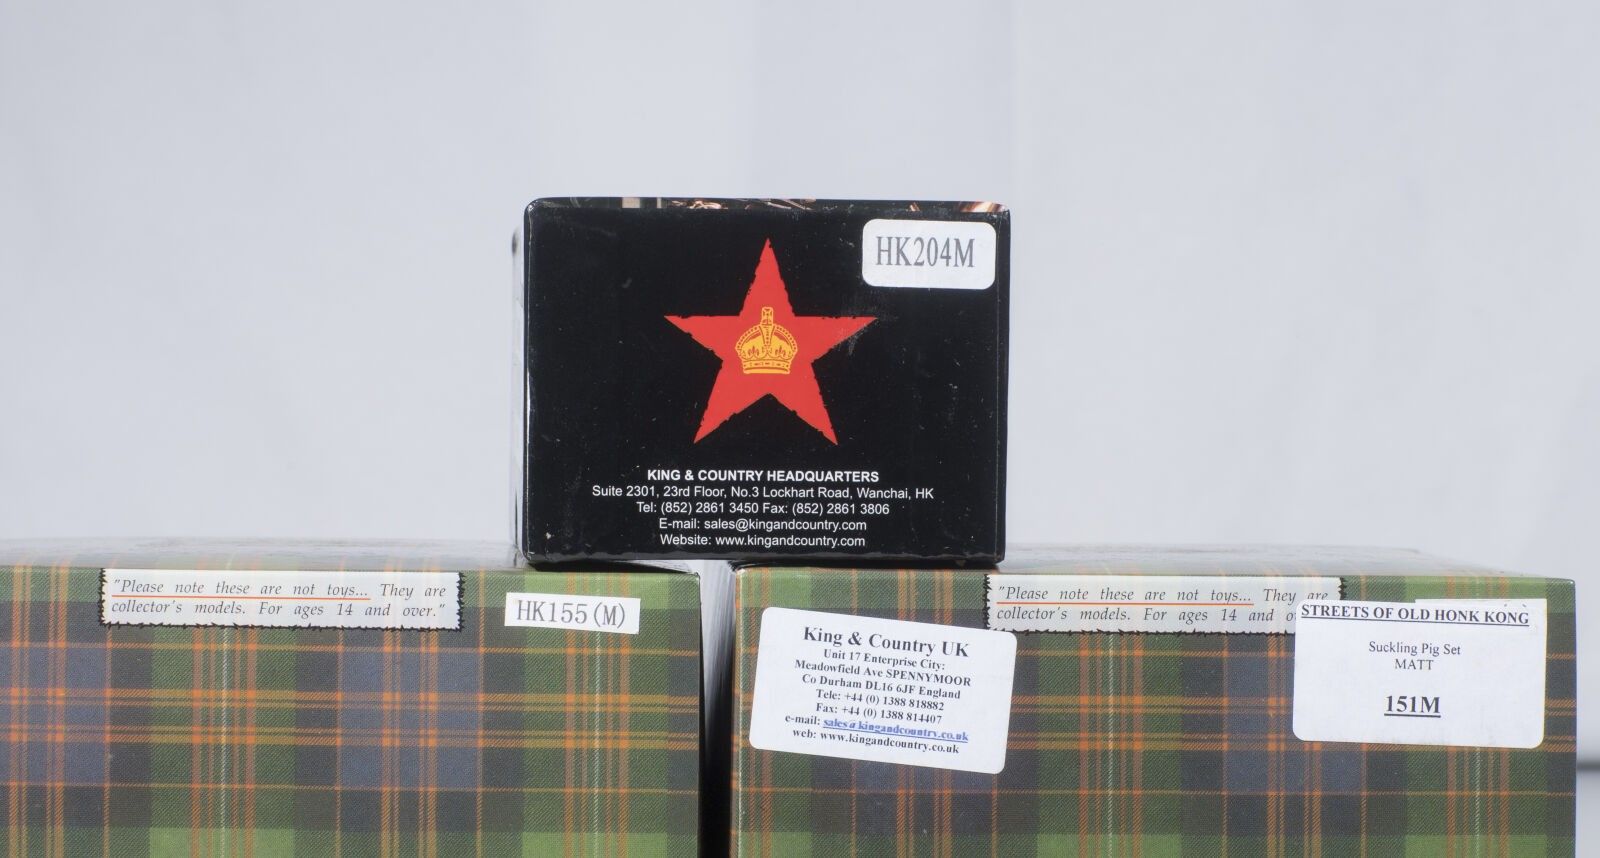 HK204M
KING & COUNTRY HEADQUARTERS
Suite 2301, 23rd Floor, No.3 Lockhart Road, Wanchai, HK
Tel: (852) 2861 3450 Fax: (852) 2861 3806
E-mail: sales@kingandcountry.com
Website: www.kingandcountry.com
"Please note these are not toys... They are
collector's models. For ages 14 and over."
HK155(M)
"Please note these are not toys... They are
collector's models. For ages 14 and
King & Country UK
Unit 17 Enterprise City:
Meadowfield Ave SPENNYMOOR
Co Durham DL16 6JF England
Tele: +44 (0) 1388 818882
Fax: +44 (0) 1388 814407
e-mail: sales@kingandcountry.co.uk
web: www.kingandcountry.co.uk
STREETS OF OLD HONK KONG
Suckling Pig Set
MATT
151M